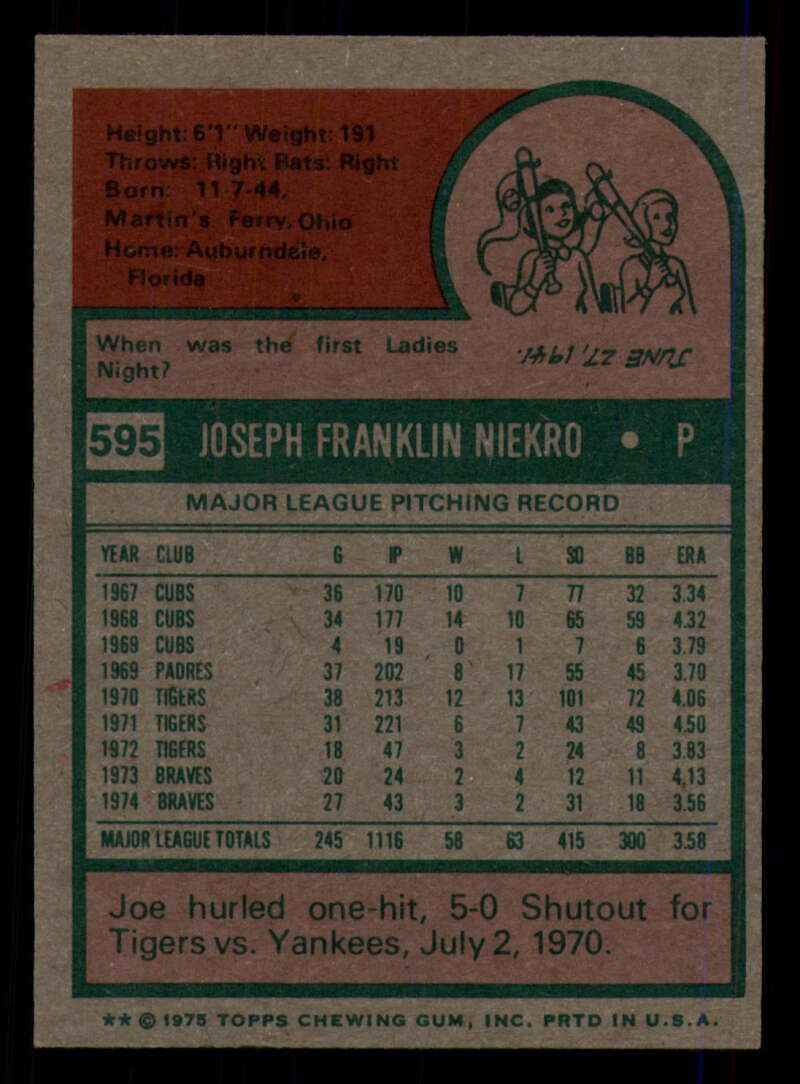 Height: 6'1" Weight: 191
Throws: Right Bats: Right
Born: 11-7-44,
Martin's Ferry, Ohio
Home: Auburndale,
Florida
When was the first Ladies
Night?
JUNE 27, 1941.
595 JOSEPH FRANKLIN NIEKRO • P
MAJOR LEAGUE PITCHING RECORD
YEAR CLUB G IP W L SO BB ERA
1967 CUBS 36 170 10 7 77 32 3.34
1968 CUBS 34 177 14 10 65 59 4.32
1969 CUBS 4 19 0 1 7 6 3.79
1969 PADRES 37 202 8 17 55 45 3.70
1970 TIGERS 38 213 12 13 101 72 4.06
1971 TIGERS 31 221 6 7 43 49 4.50
1972 TIGERS 18 47 3 2 24 8 3.83
1973 BRAVES 20 24 2 4 12 11 4.13
1974 BRAVES 27 43 3 2 31 18 3.56
MAJOR LEAGUE TOTALS 245 1116 58 63 415 300 3.58
Joe hurled one-hit, 5-0 Shutout for
Tigers vs. Yankees, July 2, 1970.
** © 1975 TOPPS CHEWING GUM, INC. PRTD IN U.S.A.